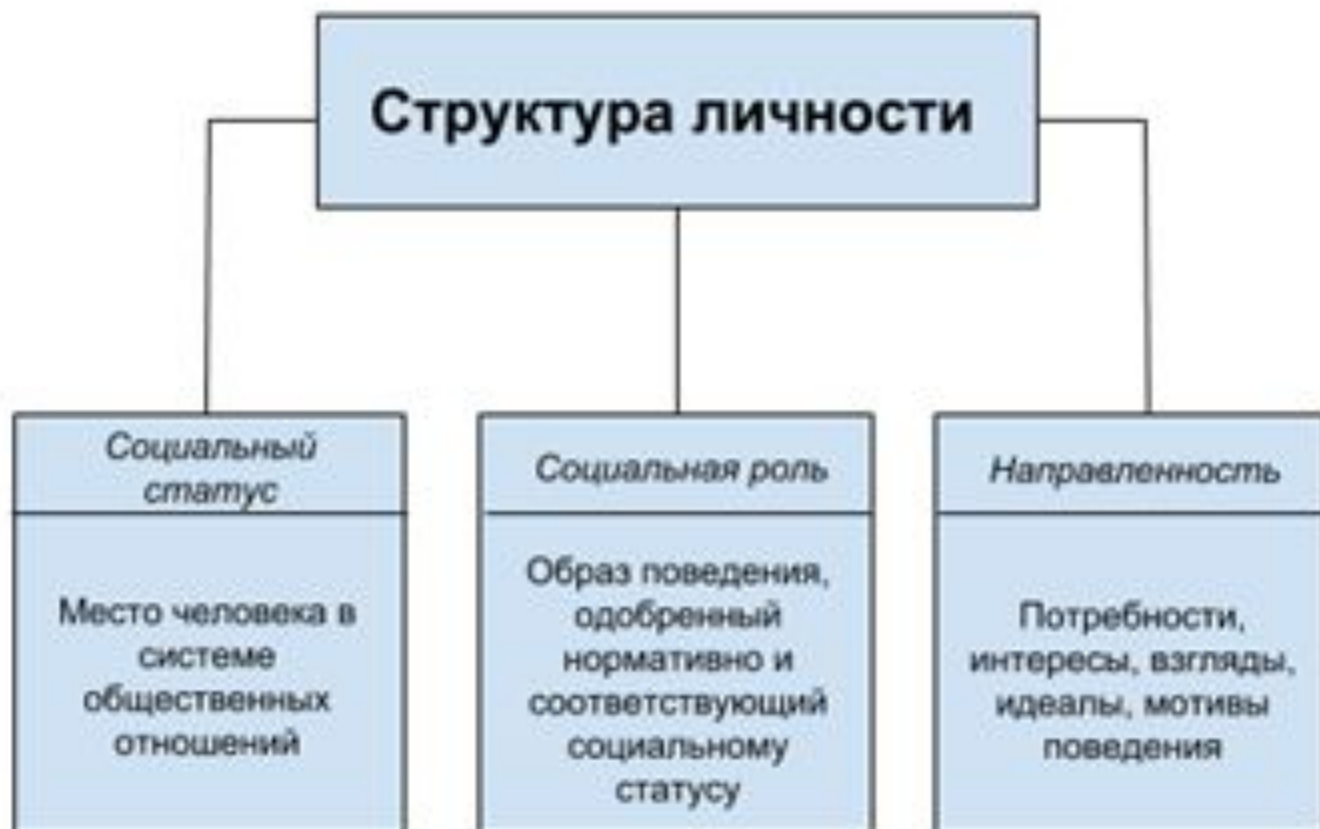 Структура личности
Социальный
статус
Место человека в
системе
общественных
отношений
Социальная роль
Образ поведения,
одобренный
нормативно и
соответствующий
социальному
статусу
Направленность
Потребности,
интересы, взгляды,
идеалы, мотивы
поведения